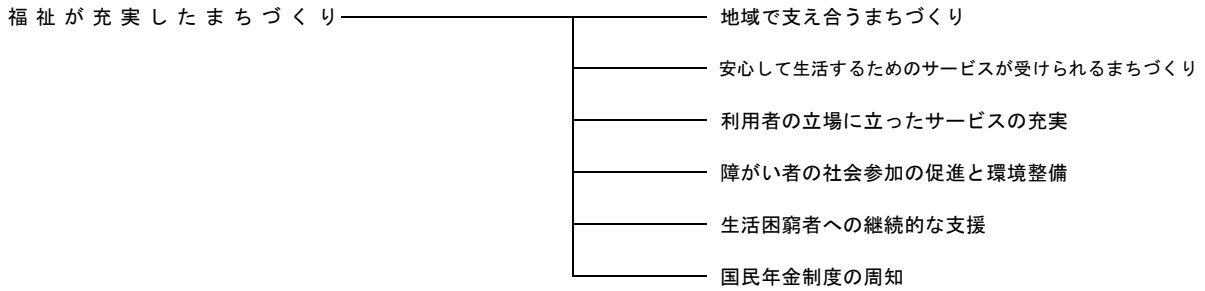 福祉が充実したまちづくり
地域で支え合うまちづくり
安心して生活するためのサービスが受けられるまちづくり
利用者の立場に立ったサービスの充実
障がい者の社会参加の促進と環境整備
生活困窮者への継続的な支援
国民年金制度の周知